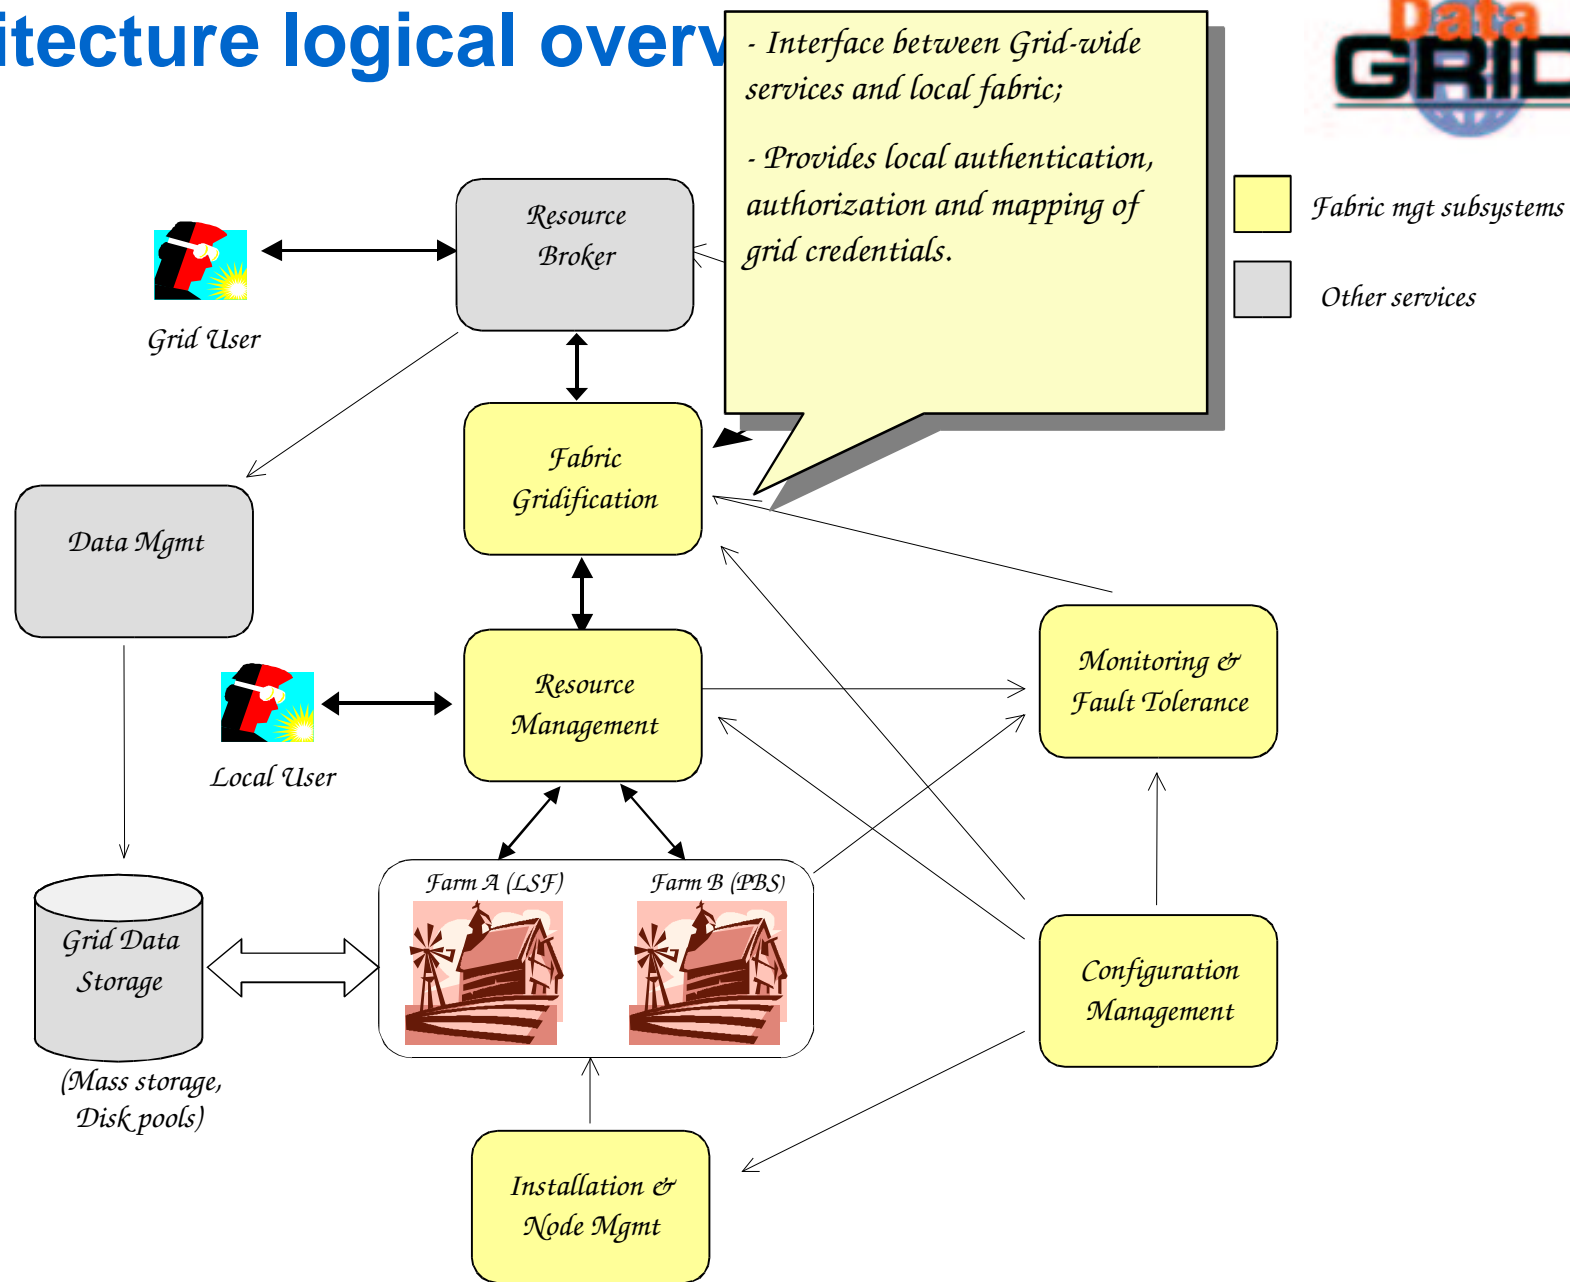 itecture logical overv
Data
GRID
- Interface between Grid-wide
services and local fabric;
- Provides local authentication,
authorization and mapping of
grid credentials.
Fabric mgt subsystems
Other services
Resource
Broker
Grid User
Fabric
Gridification
Data Mgmt
Resource
Management
Monitoring &
Fault Tolerance
Local User
Farm A (LSF)
Farm B (PBS)
Grid Data
Storage
(Mass storage,
Disk pools)
Configuration
Management
Installation &
Node Mgmt